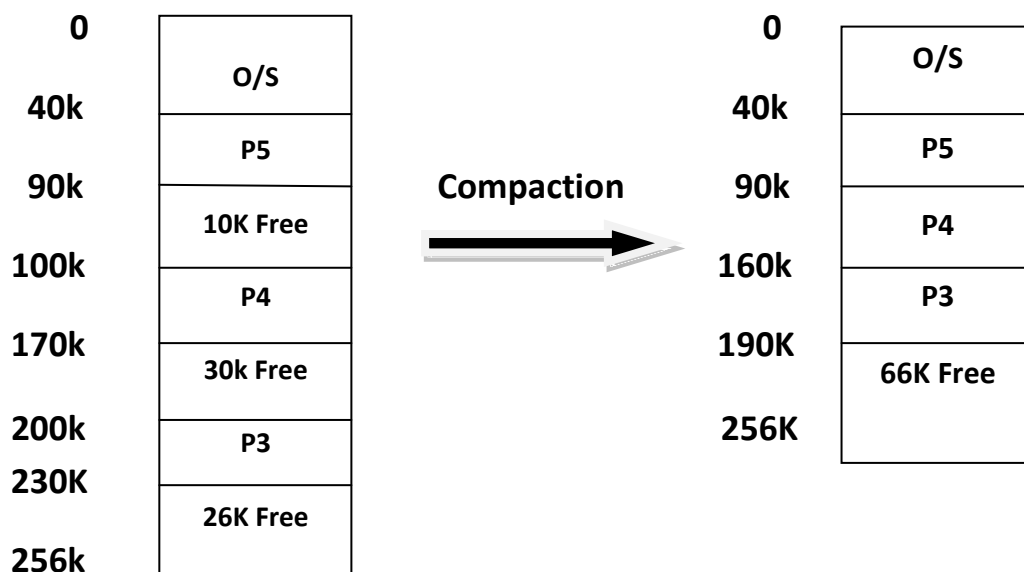 0
O/S
40k
P5
90k
10K Free
100k
P4
170k
30k Free
200k
P3
230K
26K Free
256k
Compaction
0
O/S
40k
P5
90k
P4
160k
P3
190K
66K Free
256K